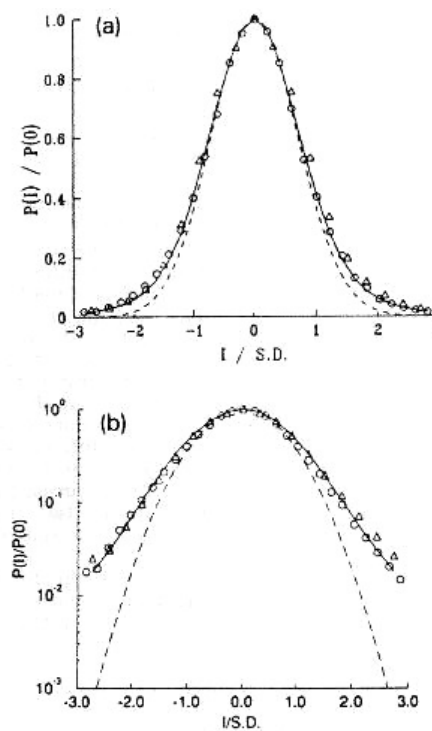 (a)
1.0
0.8
0.6
0.4
0.2
0
P(I) / P(0)
-3 -2 -1 0 1 2
I / S.D.
(b)
10⁰
10⁻¹
10⁻²
10⁻³
P(I)/P(0)
-3.0 -2.0 -1.0 0.0 1.0 2.0 3.0
I/S.D.